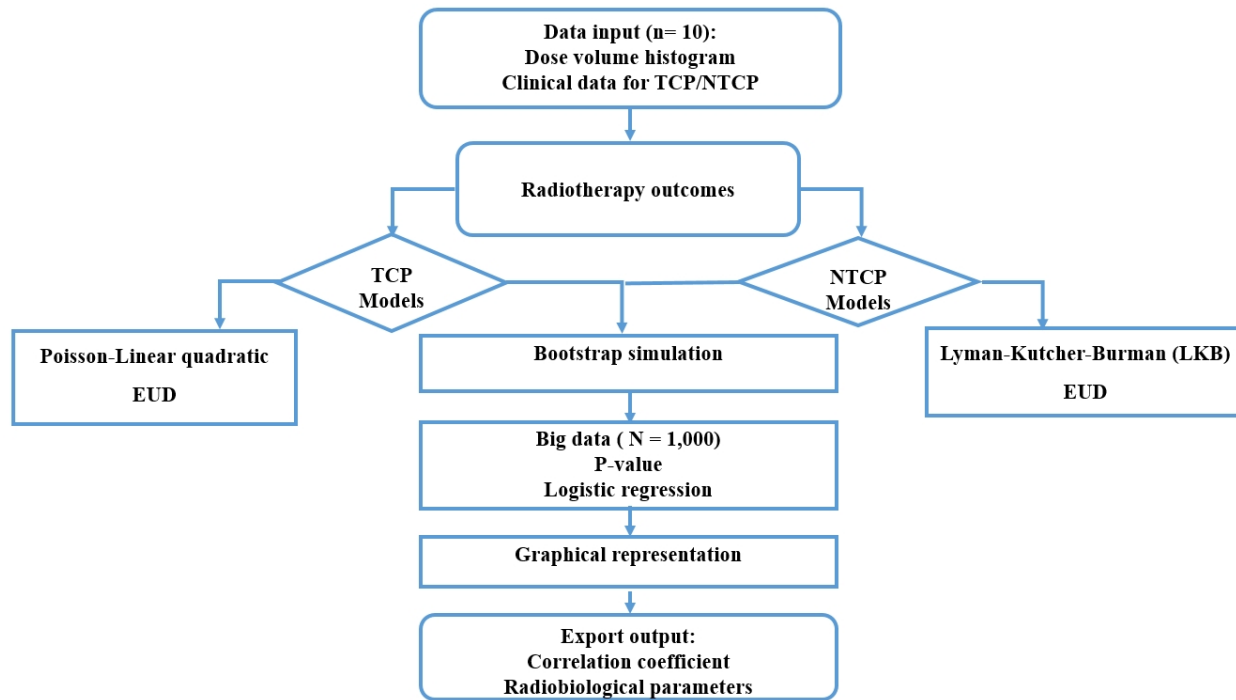 Data input (n= 10):
Dose volume histogram
Clinical data for TCP/NTCP
Radiotherapy outcomes
TCP
Models
NTCP
Models
Poisson-Linear quadratic
EUD
Bootstrap simulation
Lyman-Kutcher-Burman (LKB)
EUD
Big data ( N = 1,000)
P-value
Logistic regression
Graphical representation
Export output:
Correlation coefficient
Radiobiological parameters